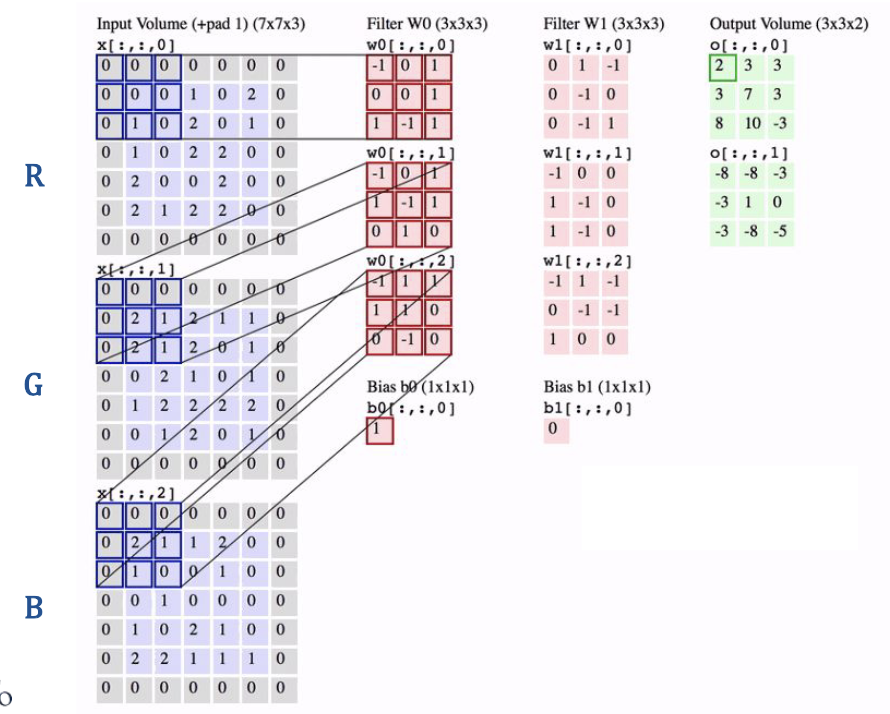 Input Volume (+pad 1) (7x7x3)
x[:,:,0]
0 0 0 0 0 0 0
0 0 0 1 0 2 0
0 1 0 2 0 1 0
0 1 0 2 2 0 0
0 2 0 0 2 0 0
0 2 1 2 2 0 0
0 0 0 0 0 0 0
R
x[:,:,1]
0 0 0 0 0 0 0
0 2 1 2 1 1 0
0 2 1 2 0 1 0
0 0 2 1 0 1 0
0 1 2 2 2 2 0
0 0 1 2 0 1 0
0 0 0 0 0 0 0
G
x[:,:,2]
0 0 0 0 0 0 0
0 2 1 1 2 0 0
0 1 0 0 1 0 0
0 0 1 0 0 0 0
0 1 0 2 1 0 0
0 2 2 1 1 1 0
0 0 0 0 0 0 0
B
Filter W0 (3x3x3)
w0[:,:,0]
-1 0 1
0 0 1
1 -1 1
w0[:,:,1]
-1 0 1
1 -1 1
0 1 0
w0[:,:,2]
-1 1 1
1 1 0
0 -1 0
Bias b0 (1x1x1)
b0[:,:,0]
1
Filter W1 (3x3x3)
w1[:,:,0]
0 1 -1
0 -1 0
0 -1 1
w1[:,:,1]
-1 0 0
1 -1 0
1 -1 0
w1[:,:,2]
-1 1 -1
0 -1 -1
1 0 0
Bias b1 (1x1x1)
b1[:,:,0]
0
Output Volume (3x3x2)
o[:,:,0]
2 3 3
3 7 3
8 10 -3
o[:,:,1]
-8 -8 -3
-3 1 0
-3 -8 -5